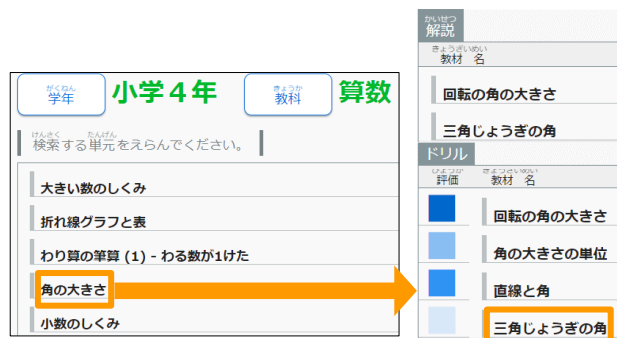 がくねん
学年
小学４年
きょうか
教科
算数
けんさく たんげん
検索する単元をえらんでください。
大きい数のしくみ
折れ線グラフと表
わり算の筆算 (1) - わる数が1けた
角の大きさ
小数のしくみ
かいせつ
解説
きょうざいめい
教材 名
回転の角の大きさ
三角じょうぎの角
ドリル
ひょうか きょうざいめい
評価 教材 名
回転の角の大きさ
角の大きさの単位
直線と角
三角じょうぎの角